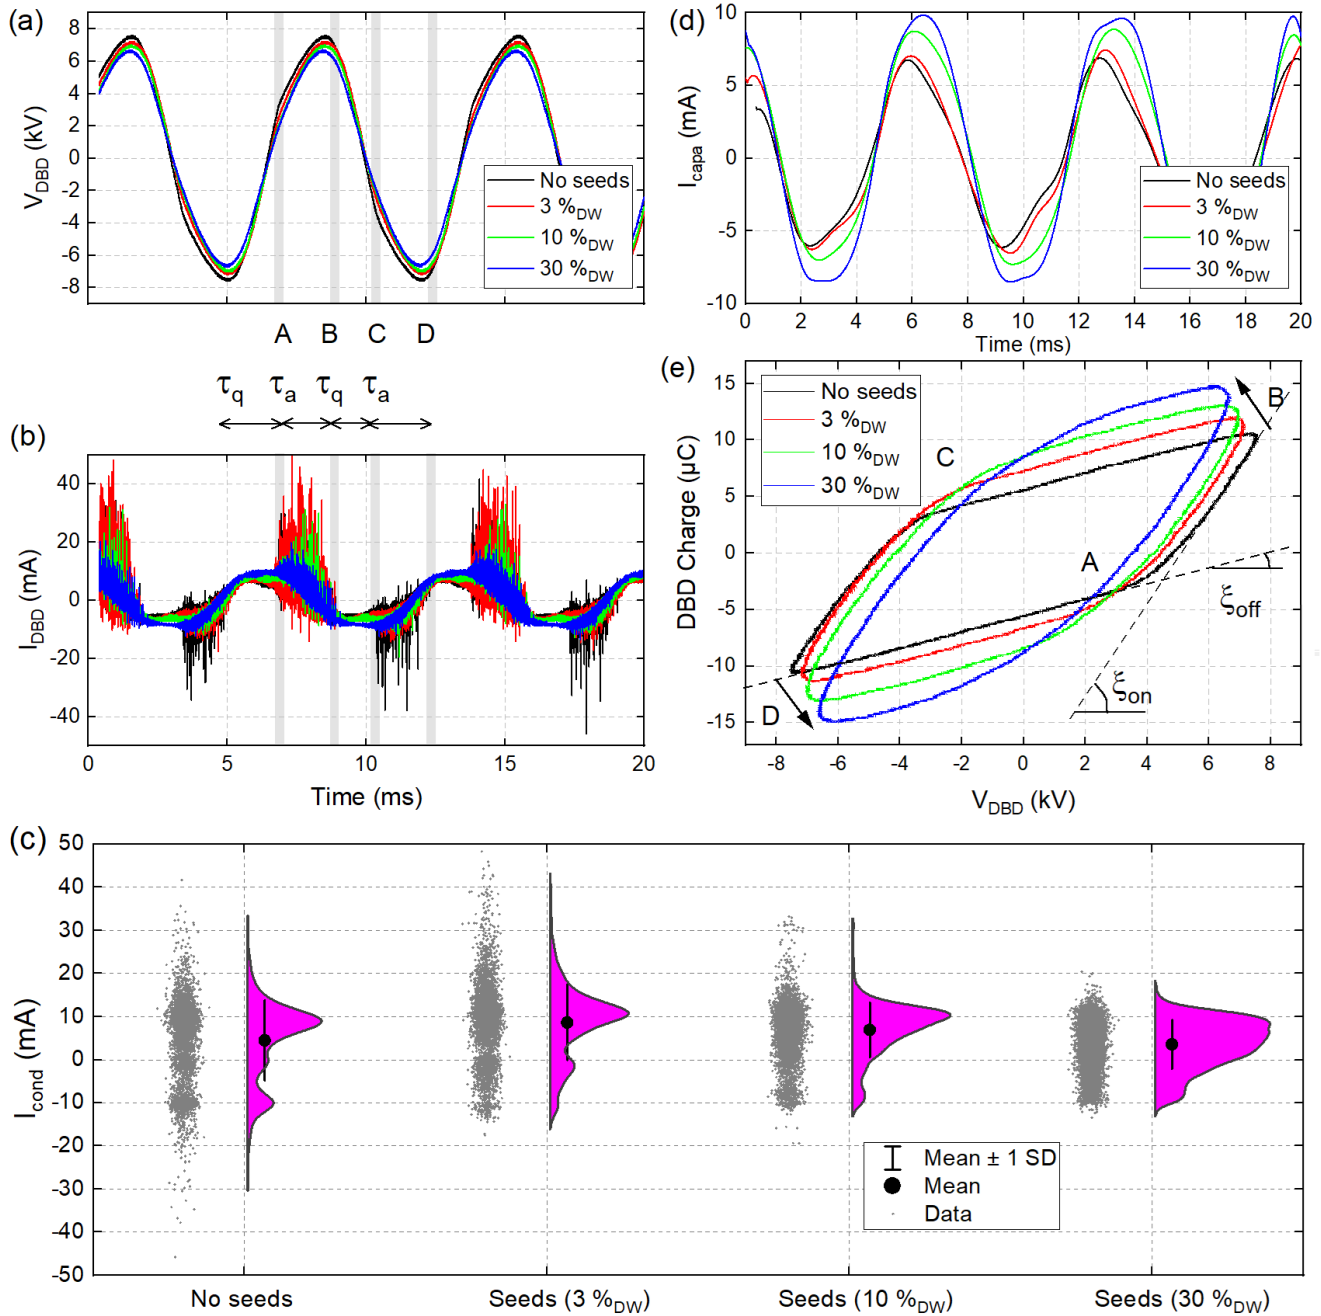 (a)
8
6
4
2
0
-2
-4
-6
-8
V_DBD (kV)
No seeds
3 %DW
10 %DW
30 %DW
A B C D
τq τa τq τa
(b)
40
20
0
-20
-40
I_DBD (mA)
0 5 10 15 20
Time (ms)
(d)
10
5
0
-5
-10
I_capa (mA)
No seeds
3 %DW
10 %DW
30 %DW
0 2 4 6 8 10 12 14 16 18 20
Time (ms)
(e)
15
10
5
0
-5
-10
-15
DBD Charge (µC)
No seeds
3 %DW
10 %DW
30 %DW
B
C
A
ξoff
ξon
D
-8 -6 -4 -2 0 2 4 6 8
V_DBD (kV)
(c)
50
40
30
20
10
0
-10
-20
-30
-40
-50
I_cond (mA)
Mean ± 1 SD
Mean
Data
No seeds Seeds (3 %DW) Seeds (10 %DW) Seeds (30 %DW)